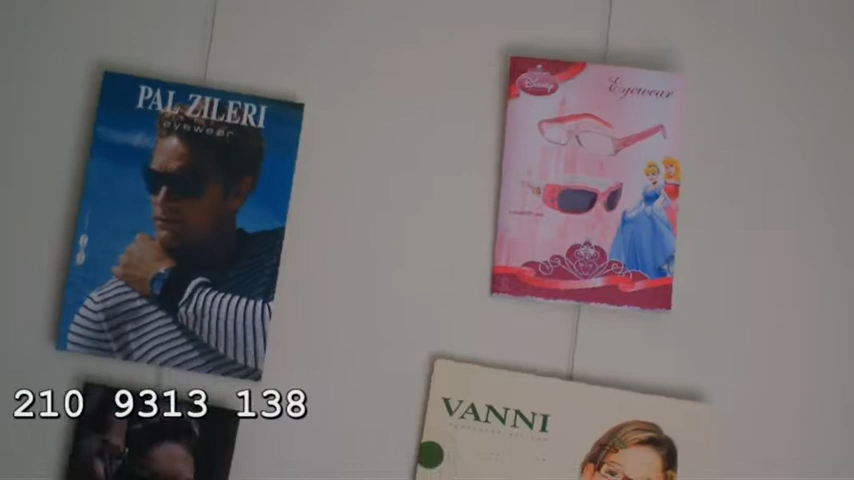 PAL ZILERI
eyewear
Disney
Eyewear
210 9313 138
VANNI